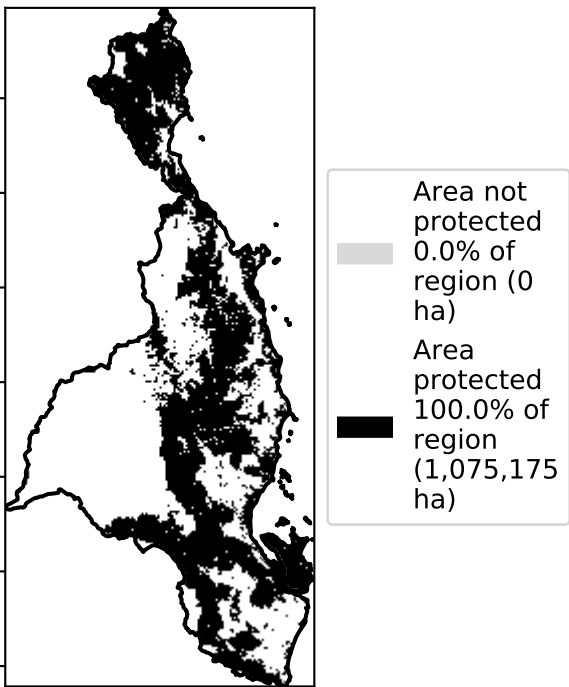 Area not
protected
0.0% of
region (0
ha)
Area
protected
100.0% of
region
(1,075,175
ha)